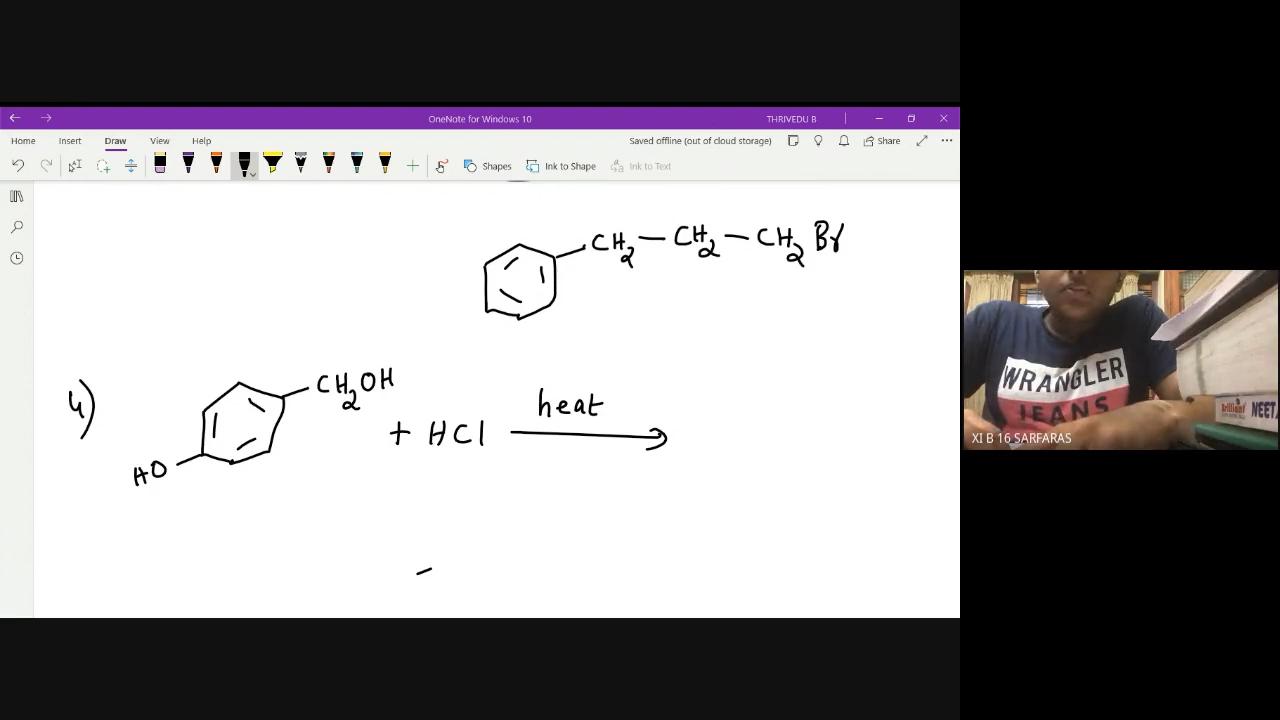 OneNote for Windows 10
THRIVEDU B
Home Insert Draw View Help
Saved offline (out of cloud storage)
Share
Shapes
Ink to Shape
Ink to Text
CH2 — CH2 — CH2 Br
4)
CH2OH
HO
+ HCl
heat
WRANGLER
JEANS
Brilliant
NEET
XI B 16 SARFARAS